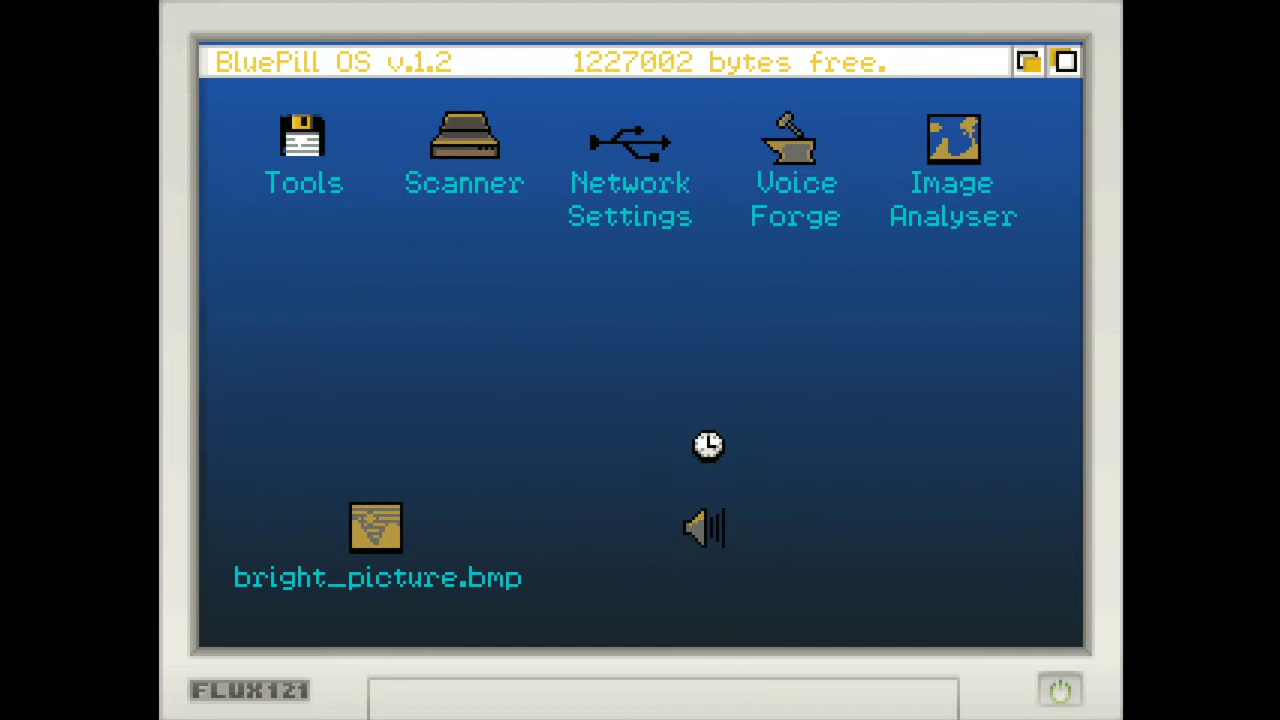 BluePill OS v.1.2 1227002 bytes free.
Tools Scanner Network Settings Voice Forge Image Analyser
bright_picture.bmp
FLUX121